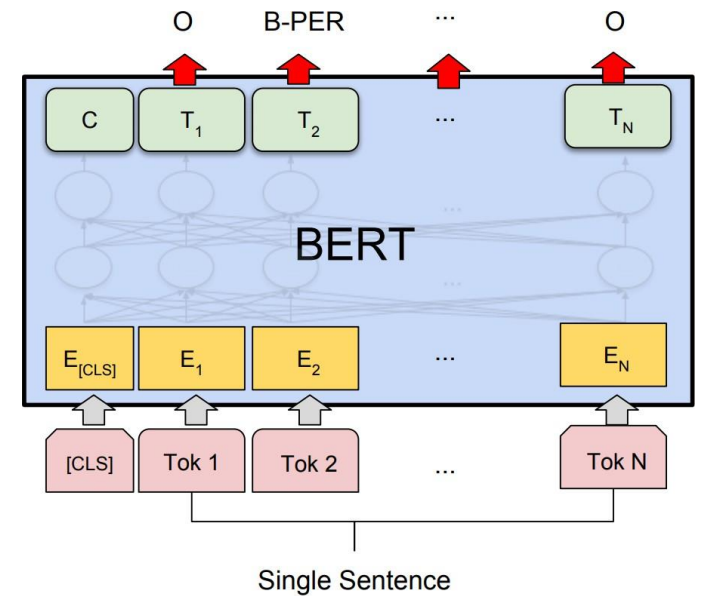 O B-PER ... O
C T1 T2 ... TN
...
BERT
...
E[CLS] E1 E2 ... EN
[CLS] Tok 1 Tok 2 ... Tok N
Single Sentence